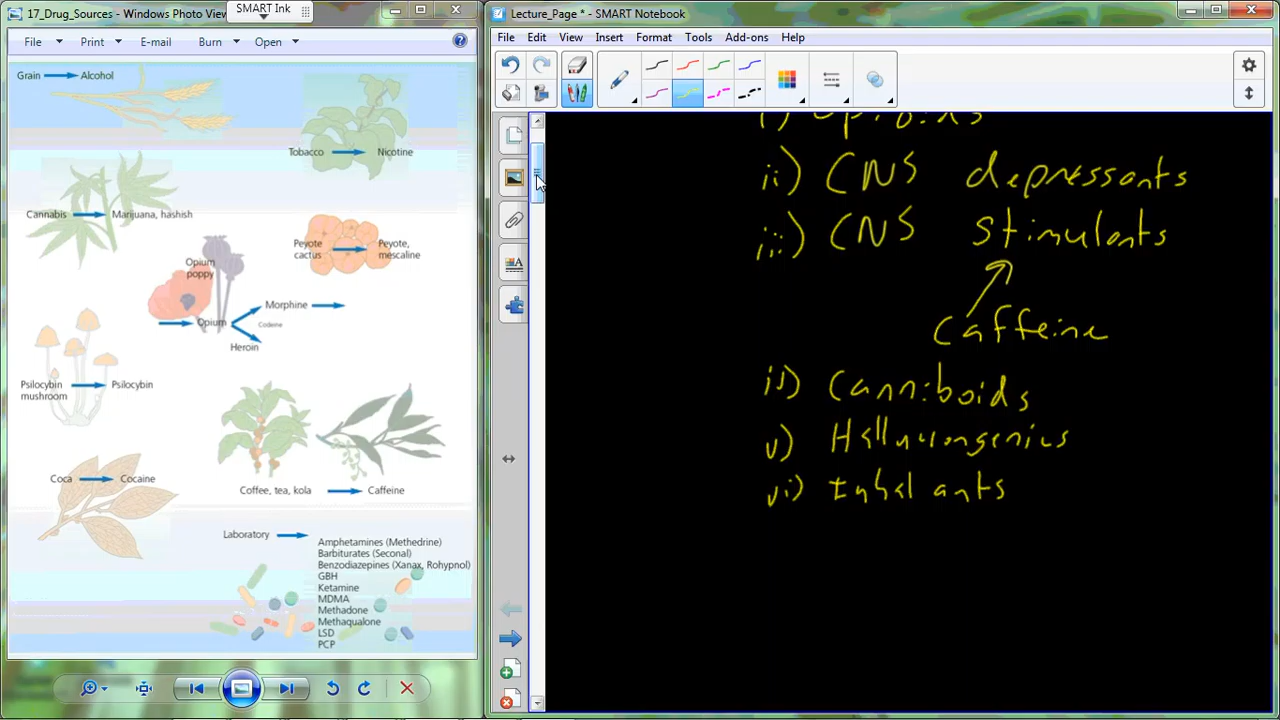 17_Drug_Sources - Windows Photo View
SMART Ink
File Print E-mail Burn Open
Grain Alcohol
Tobacco Nicotine
Cannabis Marijuana, hashish
Peyote cactus Peyote, mescaline
Opium poppy
Opium
Morphine
Codeine
Heroin
Psilocybin mushroom Psilocybin
Coffee, tea, kola Caffeine
Coca Cocaine
Laboratory
Amphetamines (Methedrine)
Barbiturates (Seconal)
Benzodiazepines (Xanax, Rohypnol)
GBH
Ketamine
MDMA
Methadone
Methaqualone
LSD
PCP
Lecture_Page * - SMART Notebook
File Edit View Insert Format Tools Add-ons Help
ii) CNS depressants
iii) CNS stimulants
Caffeine
iv) Canniboids
v)
vi) Inhalants